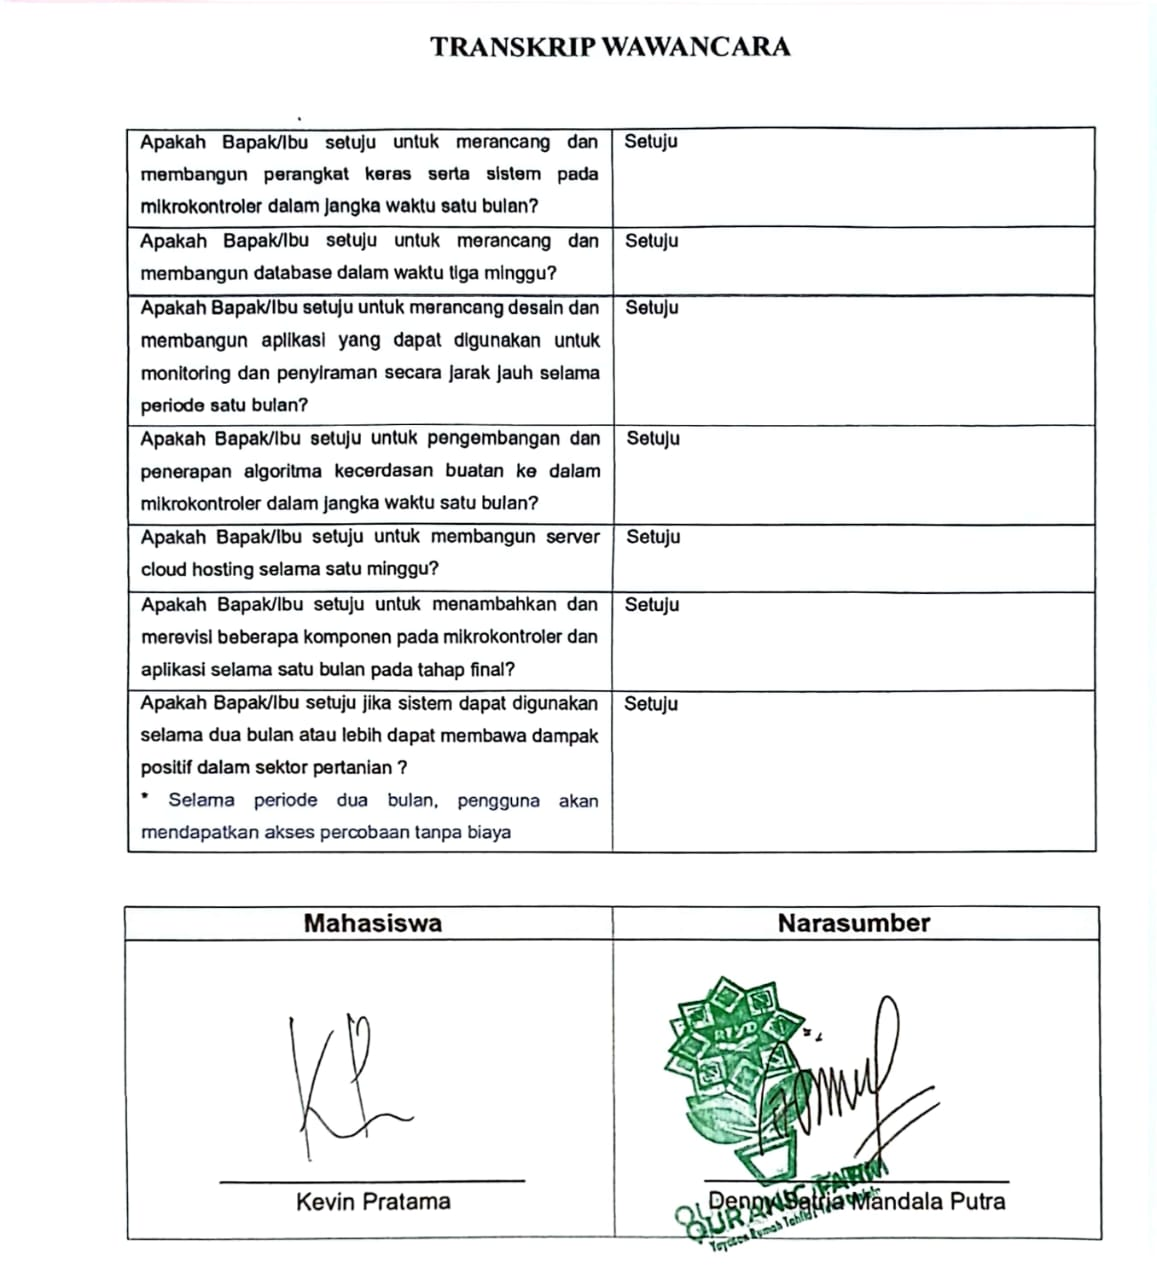 TRANSKRIP WAWANCARA
Apakah Bapak/Ibu setuju untuk merancang dan
membangun perangkat keras serta sistem pada
mikrokontroler dalam jangka waktu satu bulan?
Setuju
Apakah Bapak/Ibu setuju untuk merancang dan
membangun database dalam waktu tiga minggu?
Setuju
Apakah Bapak/Ibu setuju untuk merancang desain dan
membangun aplikasi yang dapat digunakan untuk
monitoring dan penyiraman secara jarak jauh selama
periode satu bulan?
Setuju
Apakah Bapak/Ibu setuju untuk pengembangan dan
penerapan algoritma kecerdasan buatan ke dalam
mikrokontroler dalam jangka waktu satu bulan?
Setuju
Apakah Bapak/Ibu setuju untuk membangun server
cloud hosting selama satu minggu?
Setuju
Apakah Bapak/Ibu setuju untuk menambahkan dan
merevisi beberapa komponen pada mikrokontroler dan
aplikasi selama satu bulan pada tahap final?
Setuju
Apakah Bapak/Ibu setuju jika sistem dapat digunakan
selama dua bulan atau lebih dapat membawa dampak
positif dalam sektor pertanian ?
* Selama periode dua bulan, pengguna akan
mendapatkan akses percobaan tanpa biaya
Setuju
Mahasiswa
Narasumber
Kevin Pratama
Denny Satria Mandala Putra
FARM